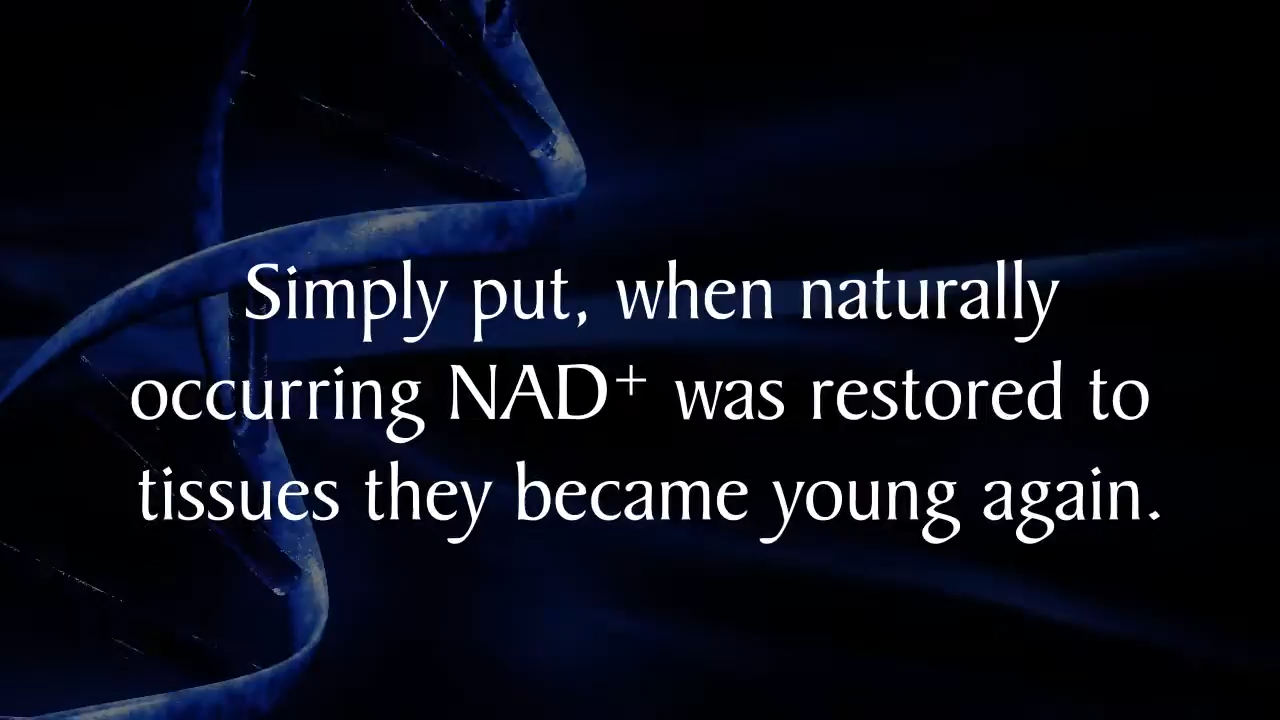 Simply put, when naturally
occurring NAD⁺ was restored to
tissues they became young again.